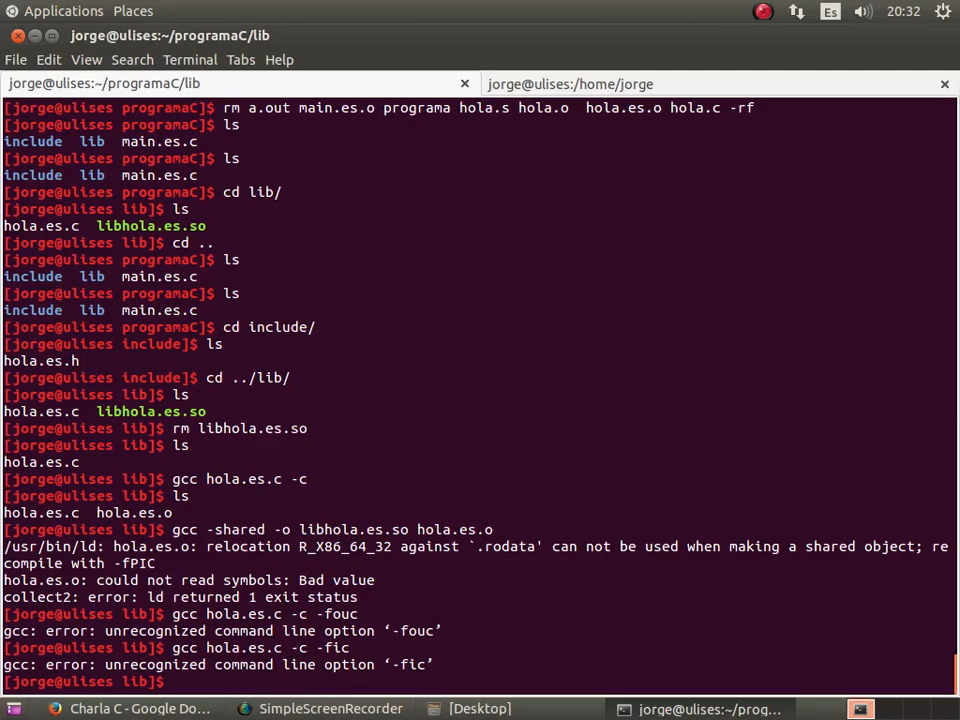 Applications Places
Es 20:32
jorge@ulises:~/programaC/lib
File Edit View Search Terminal Tabs Help
jorge@ulises:~/programaC/lib
jorge@ulises:/home/jorge
[jorge@ulises programaC]$ rm a.out main.es.o programa hola.s hola.o  hola.es.o hola.c -rf
[jorge@ulises programaC]$ ls
include  lib  main.es.c
[jorge@ulises programaC]$ ls
include  lib  main.es.c
[jorge@ulises programaC]$ cd lib/
[jorge@ulises lib]$ ls
hola.es.c  libhola.es.so
[jorge@ulises lib]$ cd ..
[jorge@ulises programaC]$ ls
include  lib  main.es.c
[jorge@ulises programaC]$ ls
include  lib  main.es.c
[jorge@ulises programaC]$ cd include/
[jorge@ulises include]$ ls
hola.es.h
[jorge@ulises include]$ cd ../lib/
[jorge@ulises lib]$ ls
hola.es.c  libhola.es.so
[jorge@ulises lib]$ rm libhola.es.so
[jorge@ulises lib]$ ls
hola.es.c
[jorge@ulises lib]$ gcc hola.es.c -c
[jorge@ulises lib]$ ls
hola.es.c  hola.es.o
[jorge@ulises lib]$ gcc -shared -o libhola.es.so hola.es.o
/usr/bin/ld: hola.es.o: relocation R_X86_64_32 against `.rodata' can not be used when making a shared object; re
compile with -fPIC
hola.es.o: could not read symbols: Bad value
collect2: error: ld returned 1 exit status
[jorge@ulises lib]$ gcc hola.es.c -c -fouc
gcc: error: unrecognized command line option ‘-fouc’
[jorge@ulises lib]$ gcc hola.es.c -c -fic
gcc: error: unrecognized command line option ‘-fic’
[jorge@ulises lib]$
Charla C - Google Do... SimpleScreenRecorder [Desktop] jorge@ulises:~/prog...